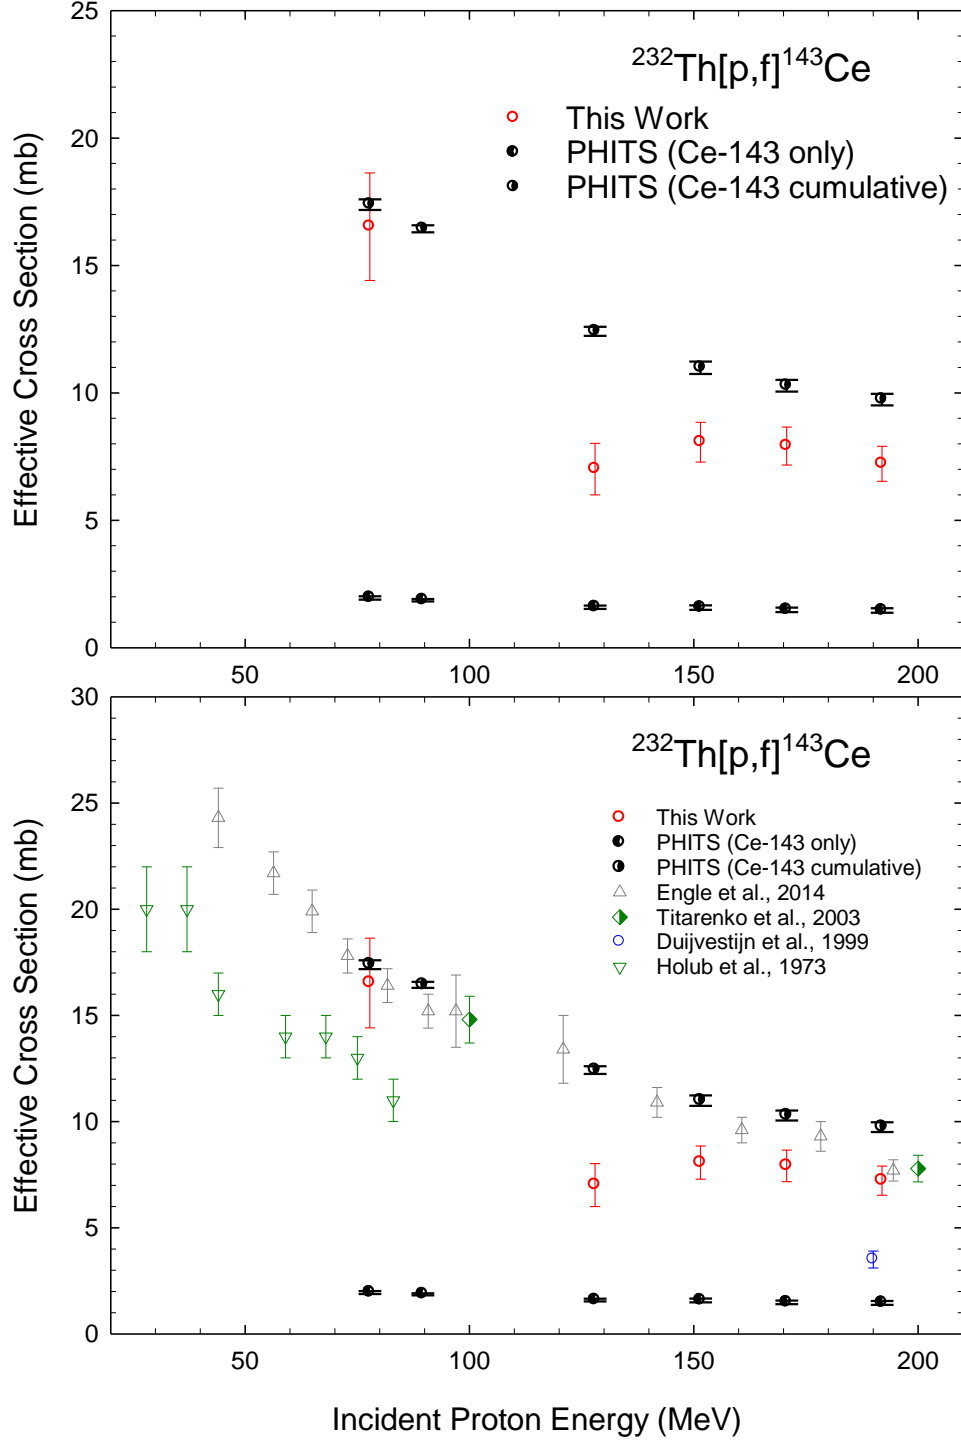 25
20
15
10
5
0
Effective Cross Section (mb)
²³²Th[p,f]¹⁴³Ce
This Work
PHITS (Ce-143 only)
PHITS (Ce-143 cumulative)
50 100 150 200
30
25
20
15
10
5
0
Effective Cross Section (mb)
²³²Th[p,f]¹⁴³Ce
This Work
PHITS (Ce-143 only)
PHITS (Ce-143 cumulative)
Engle et al., 2014
Titarenko et al., 2003
Duijvestijn et al., 1999
Holub et al., 1973
50 100 150 200
Incident Proton Energy (MeV)